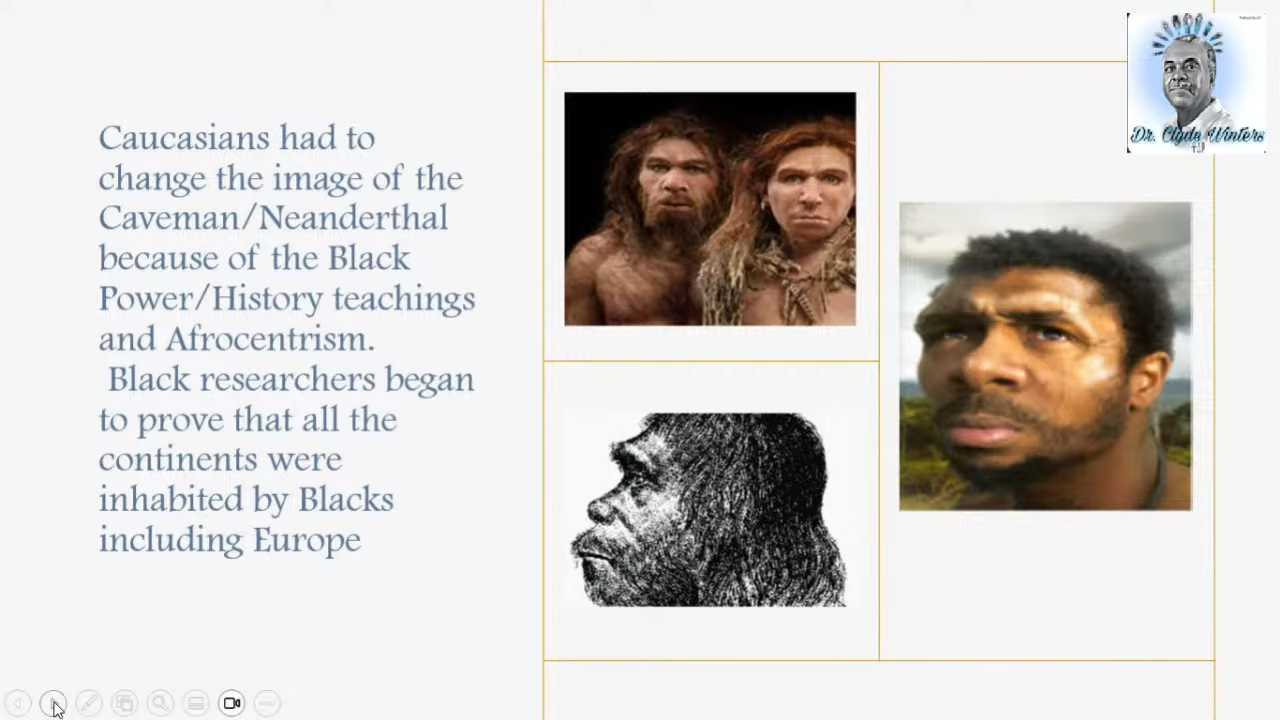 Caucasians had to
change the image of the
Caveman/Neanderthal
because of the Black
Power/History teachings
and Afrocentrism.
Black researchers began
to prove that all the
continents were
inhabited by Blacks
including Europe
Dr. Clyde Winters